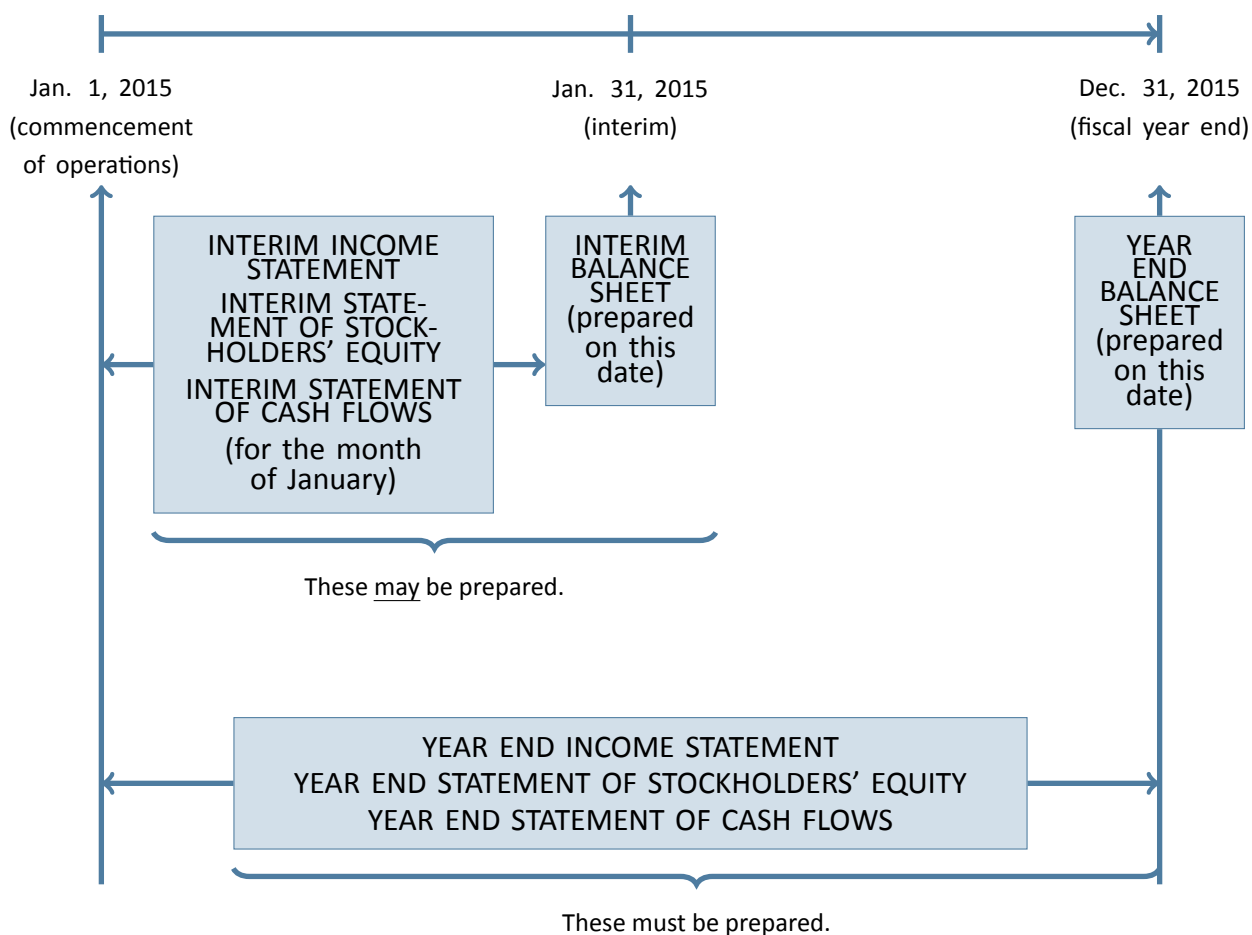 Jan. 1, 2015
(commencement
of operations)
Jan. 31, 2015
(interim)
Dec. 31, 2015
(fiscal year end)
INTERIM INCOME
STATEMENT
INTERIM STATE-
MENT OF STOCK-
HOLDERS’ EQUITY
INTERIM STATEMENT
OF CASH FLOWS
(for the month
of January)
INTERIM
BALANCE
SHEET
(prepared
on this
date)
YEAR
END
BALANCE
SHEET
(prepared
on this
date)
These may be prepared.
YEAR END INCOME STATEMENT
YEAR END STATEMENT OF STOCKHOLDERS’ EQUITY
YEAR END STATEMENT OF CASH FLOWS
These must be prepared.